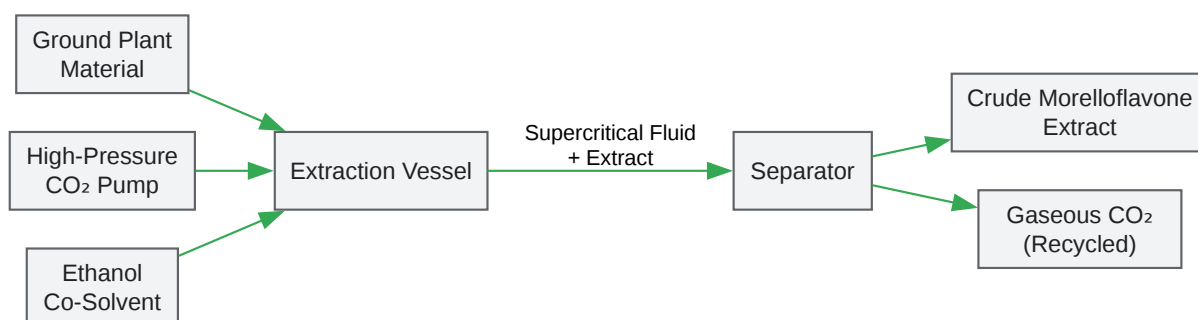 Ground Plant
Material
High-Pressure
CO₂ Pump
Ethanol
Co-Solvent
Extraction Vessel
Supercritical Fluid
+ Extract
Separator
Crude Morelloflavone
Extract
Gaseous CO₂
(Recycled)